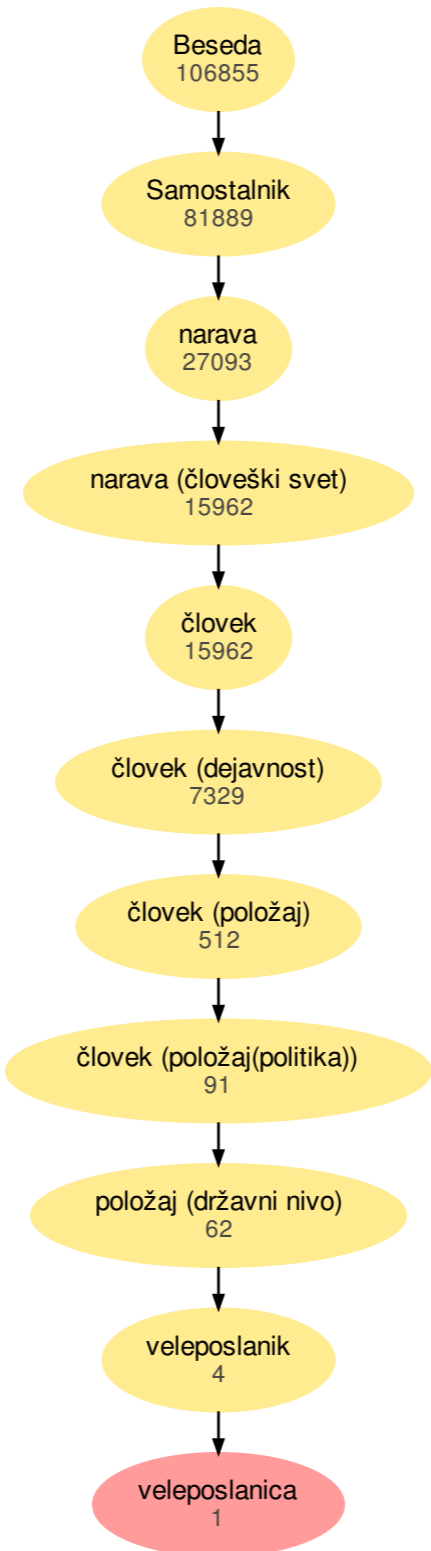 Beseda
106855
Samostalnik
81889
narava
27093
narava (človeški svet)
15962
človek
15962
človek (dejavnost)
7329
človek (položaj)
512
človek (položaj(politika))
91
položaj (državni nivo)
62
veleposlanik
4
veleposlanica
1